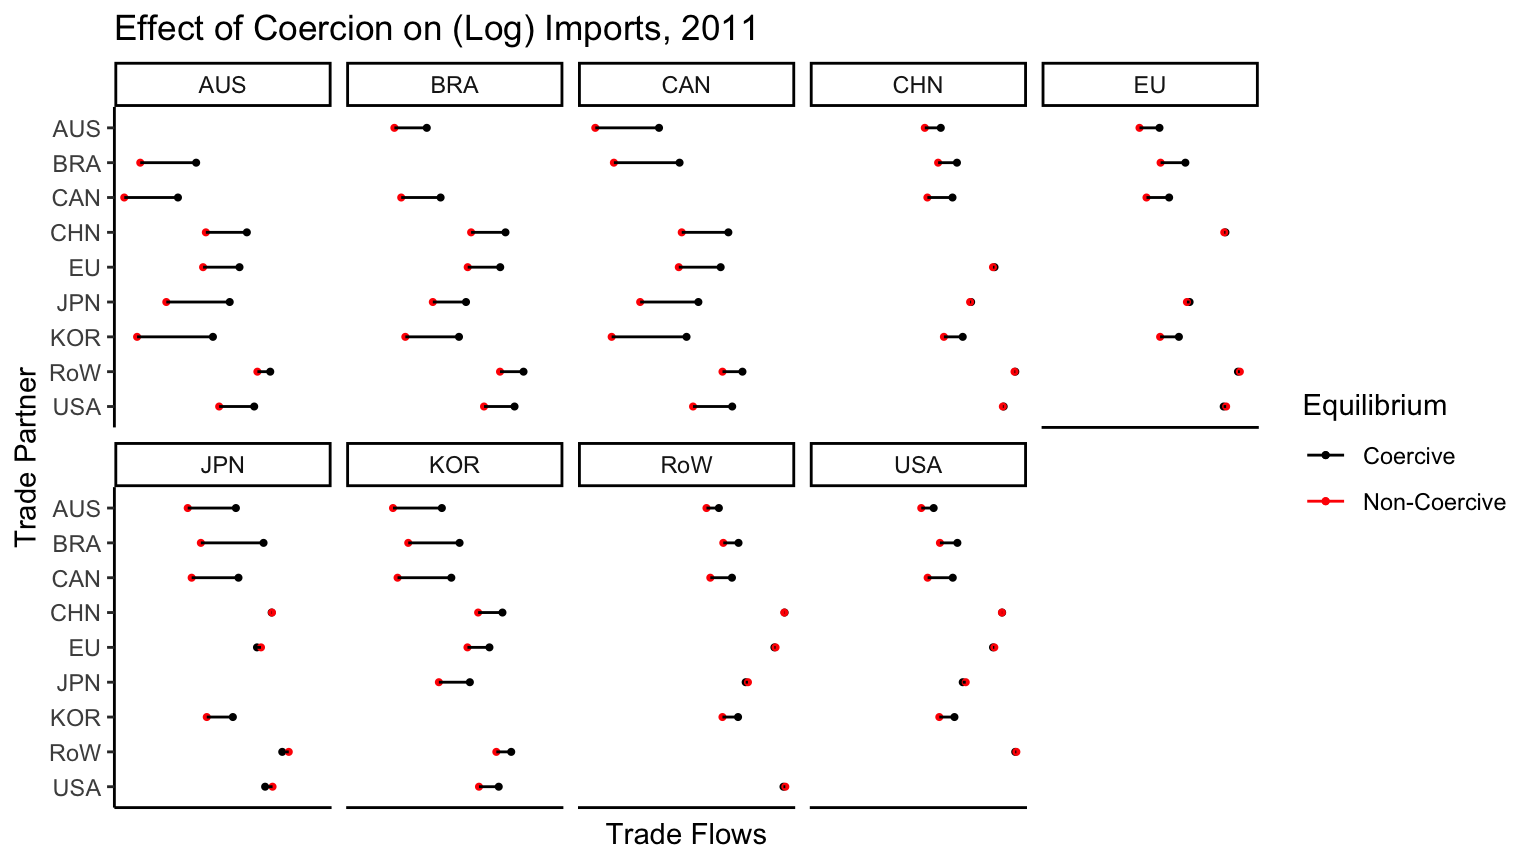 Effect of Coercion on (Log) Imports, 2011
AUS
BRA
CAN
CHN
EU
AUS
BRA
CAN
CHN
EU
JPN
KOR
RoW
USA
JPN
KOR
RoW
USA
AUS
BRA
CAN
CHN
EU
JPN
KOR
RoW
USA
Trade Partner
Trade Flows
Equilibrium
Coercive
Non-Coercive